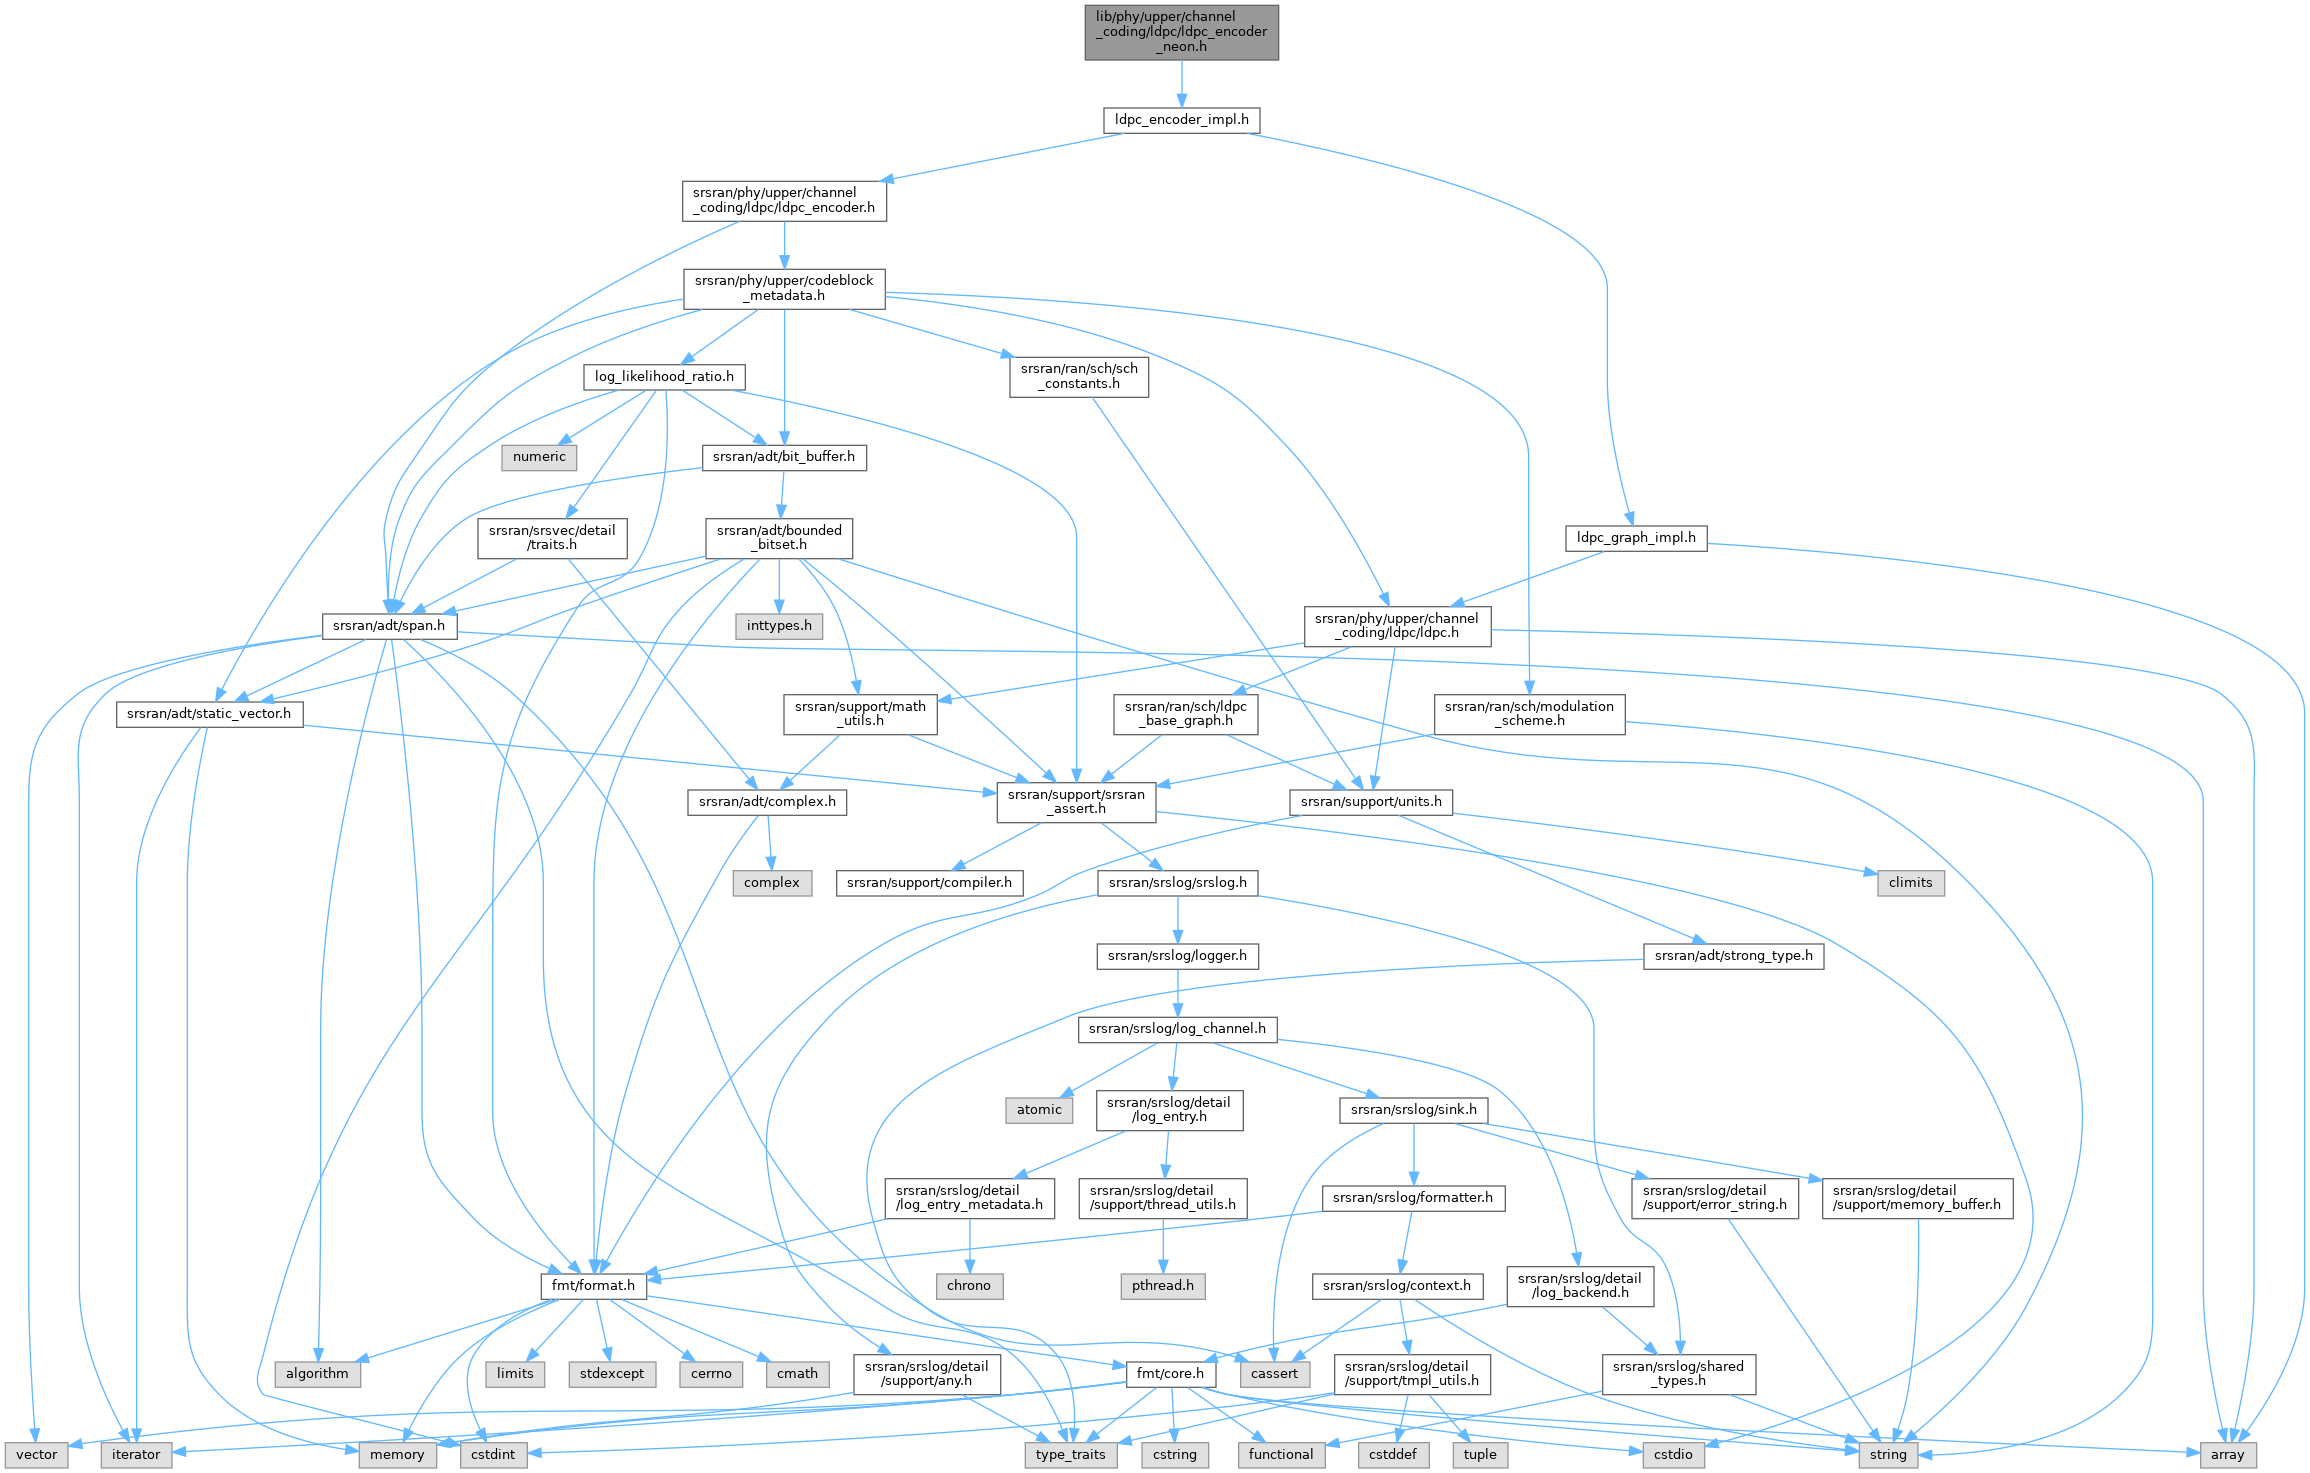 lib/phy/upper/channel
_coding/ldpc/ldpc_encoder
_neon.h
ldpc_encoder_impl.h
srsran/phy/upper/channel
_coding/ldpc/ldpc_encoder.h
srsran/phy/upper/codeblock
_metadata.h
log_likelihood_ratio.h
srsran/ran/sch/sch
_constants.h
numeric
srsran/adt/bit_buffer.h
srsran/srsvec/detail
/traits.h
srsran/adt/bounded
_bitset.h
ldpc_graph_impl.h
srsran/adt/span.h
inttypes.h
srsran/phy/upper/channel
_coding/ldpc/ldpc.h
srsran/adt/static_vector.h
srsran/support/math
_utils.h
srsran/ran/sch/ldpc
_base_graph.h
srsran/ran/sch/modulation
_scheme.h
srsran/adt/complex.h
srsran/support/srsran
_assert.h
srsran/support/units.h
complex
srsran/support/compiler.h
srsran/srslog/srslog.h
climits
srsran/srslog/logger.h
srsran/adt/strong_type.h
srsran/srslog/log_channel.h
atomic
srsran/srslog/detail
/log_entry.h
srsran/srslog/sink.h
srsran/srslog/detail
/log_entry_metadata.h
srsran/srslog/detail
/support/thread_utils.h
srsran/srslog/formatter.h
srsran/srslog/detail
/support/error_string.h
srsran/srslog/detail
/support/memory_buffer.h
fmt/format.h
chrono
pthread.h
srsran/srslog/context.h
srsran/srslog/detail
/log_backend.h
algorithm
limits
stdexcept
cerrno
cmath
srsran/srslog/detail
/support/any.h
fmt/core.h
cassert
srsran/srslog/detail
/support/tmpl_utils.h
srsran/srslog/shared
_types.h
vector
iterator
memory
cstdint
type_traits
cstring
functional
cstddef
tuple
cstdio
string
array